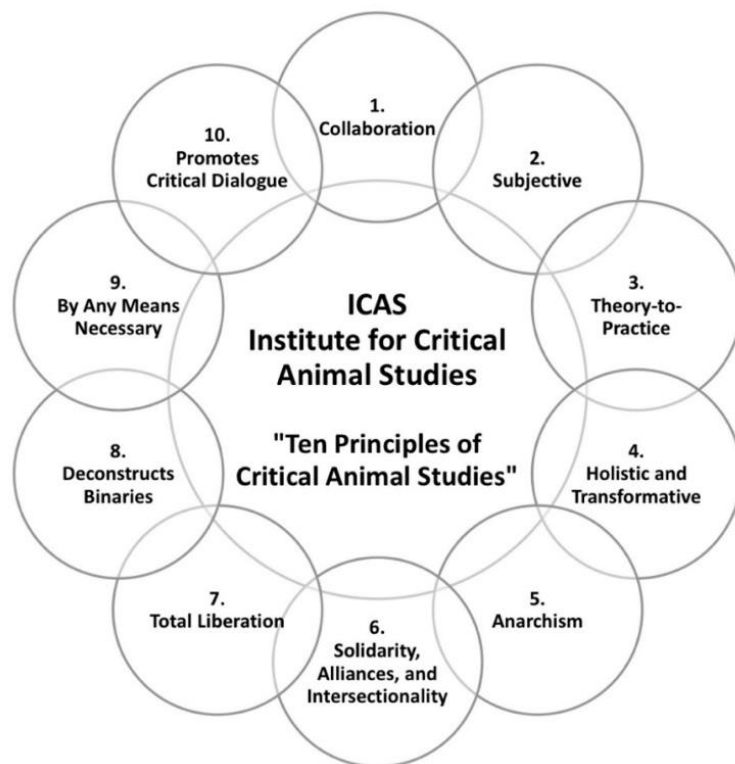 ICAS
Institute for Critical
Animal Studies
"Ten Principles of
Critical Animal Studies"
1.
Collaboration
2.
Subjective
3.
Theory-to-
Practice
4.
Holistic and
Transformative
5.
Anarchism
6.
Solidarity,
Alliances, and
Intersectionality
7.
Total Liberation
8.
Deconstructs
Binaries
9.
By Any Means
Necessary
10.
Promotes
Critical Dialogue